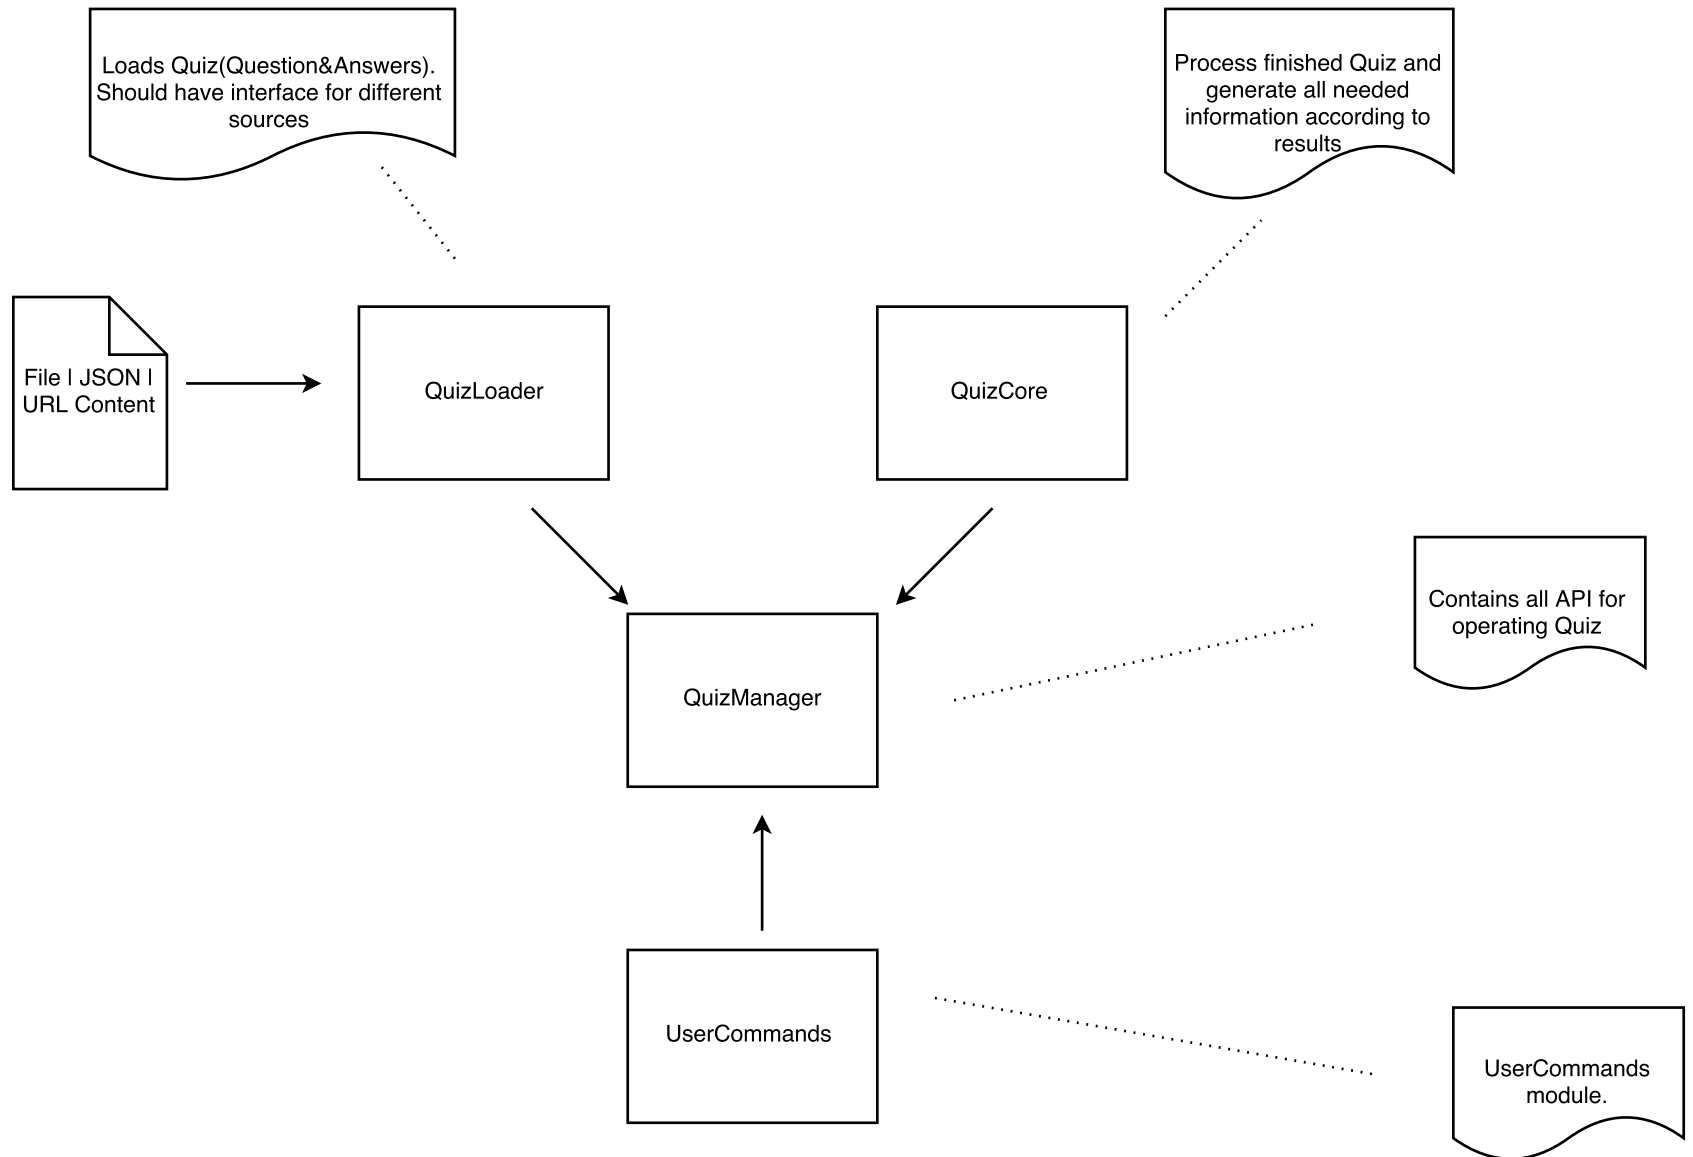 Loads Quiz(Question&Answers).
Should have interface for different
sources
Process finished Quiz and
generate all needed
information according to
results
File | JSON |
URL Content
QuizLoader
QuizCore
Contains all API for
operating Quiz
QuizManager
UserCommands
UserCommands
module.